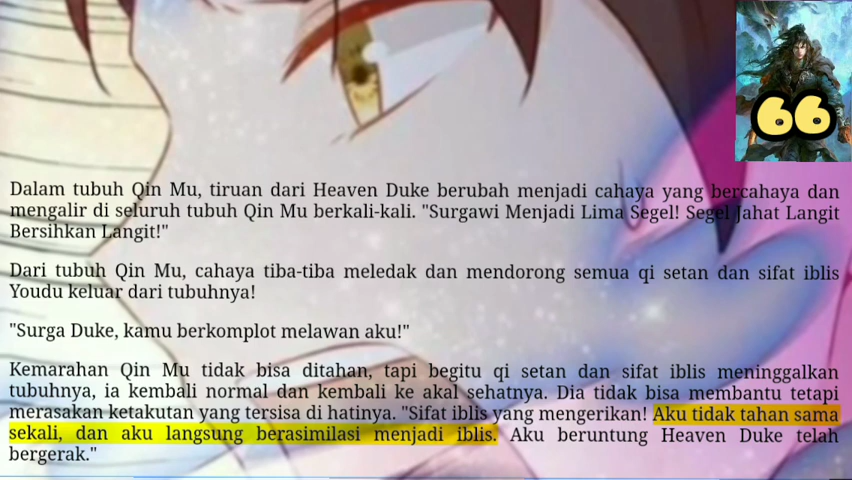 66
Dalam tubuh Qin Mu, tiruan dari Heaven Duke berubah menjadi cahaya yang bercahaya dan
mengalir di seluruh tubuh Qin Mu berkali-kali. "Surgawi Menjadi Lima Segel! Segel Jahat Langit
Bersihkan Langit!"
Dari tubuh Qin Mu, cahaya tiba-tiba meledak dan mendorong semua qi setan dan sifat iblis
Youdu keluar dari tubuhnya!
"Surga Duke, kamu berkomplot melawan aku!"
Kemarahan Qin Mu tidak bisa ditahan, tapi begitu qi setan dan sifat iblis meninggalkan
tubuhnya, ia kembali normal dan kembali ke akal sehatnya. Dia tidak bisa membantu tetapi
merasakan ketakutan yang tersisa di hatinya. "Sifat iblis yang mengerikan! Aku tidak tahan sama
sekali, dan aku langsung berasimilasi menjadi iblis. Aku beruntung Heaven Duke telah
bergerak."